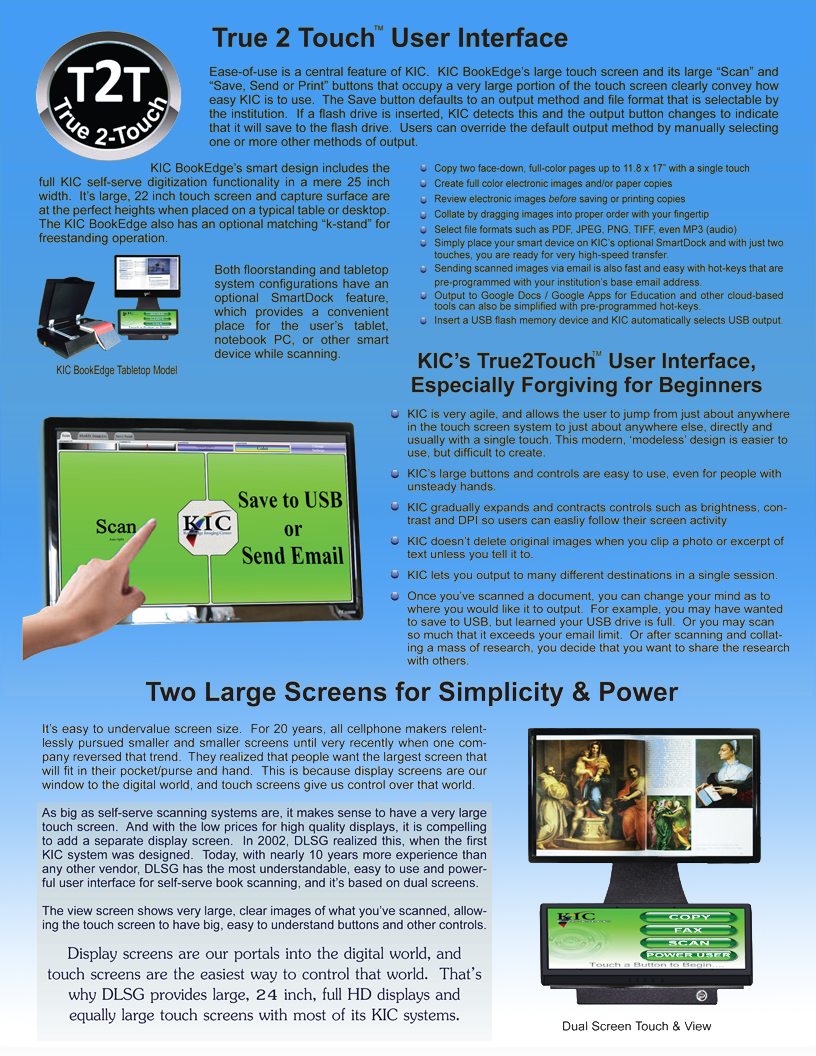 True 2 Touch™ User Interface
T2T
True 2-Touch
Ease-of-use is a central feature of KIC. KIC BookEdge's large touch screen and its large "Scan" and
"Save, Send or Print" buttons that occupy a very large portion of the touch screen clearly convey how
easy KIC is to use. The Save button defaults to an output method and file format that is selectable by
the institution. If a flash drive is inserted, KIC detects this and the output button changes to indicate
that it will save to the flash drive. Users can override the default output method by manually selecting
one or more other methods of output.
KIC BookEdge's smart design includes the
full KIC self-serve digitization functionality in a mere 25 inch
width. It's large, 22 inch touch screen and capture surface are
at the perfect heights when placed on a typical table or desktop.
The KIC BookEdge also has an optional matching "k-stand" for
freestanding operation.
Both floorstanding and tabletop
system configurations have an
optional SmartDock feature,
which provides a convenient
place for the user's tablet,
notebook PC, or other smart
device while scanning.
KIC BookEdge Tabletop Model
Copy two face-down, full-color pages up to 11.8 x 17" with a single touch
Create full color electronic images and/or paper copies
Review electronic images before saving or printing copies
Collate by dragging images into proper order with your fingertip
Select file formats such as PDF, JPEG, PNG, TIFF, even MP3 (audio)
Simply place your smart device on KIC's optional SmartDock and with just two
touches, you are ready for very high-speed transfer.
Sending scanned images via email is also fast and easy with hot-keys that are
pre-programmed with your institution's base email address.
Output to Google Docs / Google Apps for Education and other cloud-based
tools can also be simplified with pre-programmed hot-keys.
Insert a USB flash memory device and KIC automatically selects USB output.
KIC's True2Touch™ User Interface,
Especially Forgiving for Beginners
KIC is very agile, and allows the user to jump from just about anywhere
in the touch screen system to just about anywhere else, directly and
usually with a single touch. This modern, 'modeless' design is easier to
use, but difficult to create.
KIC's large buttons and controls are easy to use, even for people with
unsteady hands.
KIC gradually expands and contracts controls such as brightness, con-
trast and DPI so users can easliy follow their screen activity
KIC doesn't delete original images when you clip a photo or excerpt of
text unless you tell it to.
KIC lets you output to many different destinations in a single session.
Once you've scanned a document, you can change your mind as to
where you would like it to output. For example, you may have wanted
to save to USB, but learned your USB drive is full. Or you may scan
so much that it exceeds your email limit. Or after scanning and collat-
ing a mass of research, you decide that you want to share the research
with others.
Scan
KIC
Save to USB
or
Send Email
Two Large Screens for Simplicity & Power
It's easy to undervalue screen size. For 20 years, all cellphone makers relent-
lessly pursued smaller and smaller screens until very recently when one com-
pany reversed that trend. They realized that people want the largest screen that
will fit in their pocket/purse and hand. This is because display screens are our
window to the digital world, and touch screens give us control over that world.
As big as self-serve scanning systems are, it makes sense to have a very large
touch screen. And with the low prices for high quality displays, it is compelling
to add a separate display screen. In 2002, DLSG realized this, when the first
KIC system was designed. Today, with nearly 10 years more experience than
any other vendor, DLSG has the most understandable, easy to use and power-
ful user interface for self-serve book scanning, and it's based on dual screens.
The view screen shows very large, clear images of what you've scanned, allow-
ing the touch screen to have big, easy to understand buttons and other controls.
Display screens are our portals into the digital world, and
touch screens are the easiest way to control that world. That's
why DLSG provides large, 24 inch, full HD displays and
equally large touch screens with most of its KIC systems.
KIC
COPY
FAX
SCAN
POWER USER
Touch a Button to Begin....
Dual Screen Touch & View